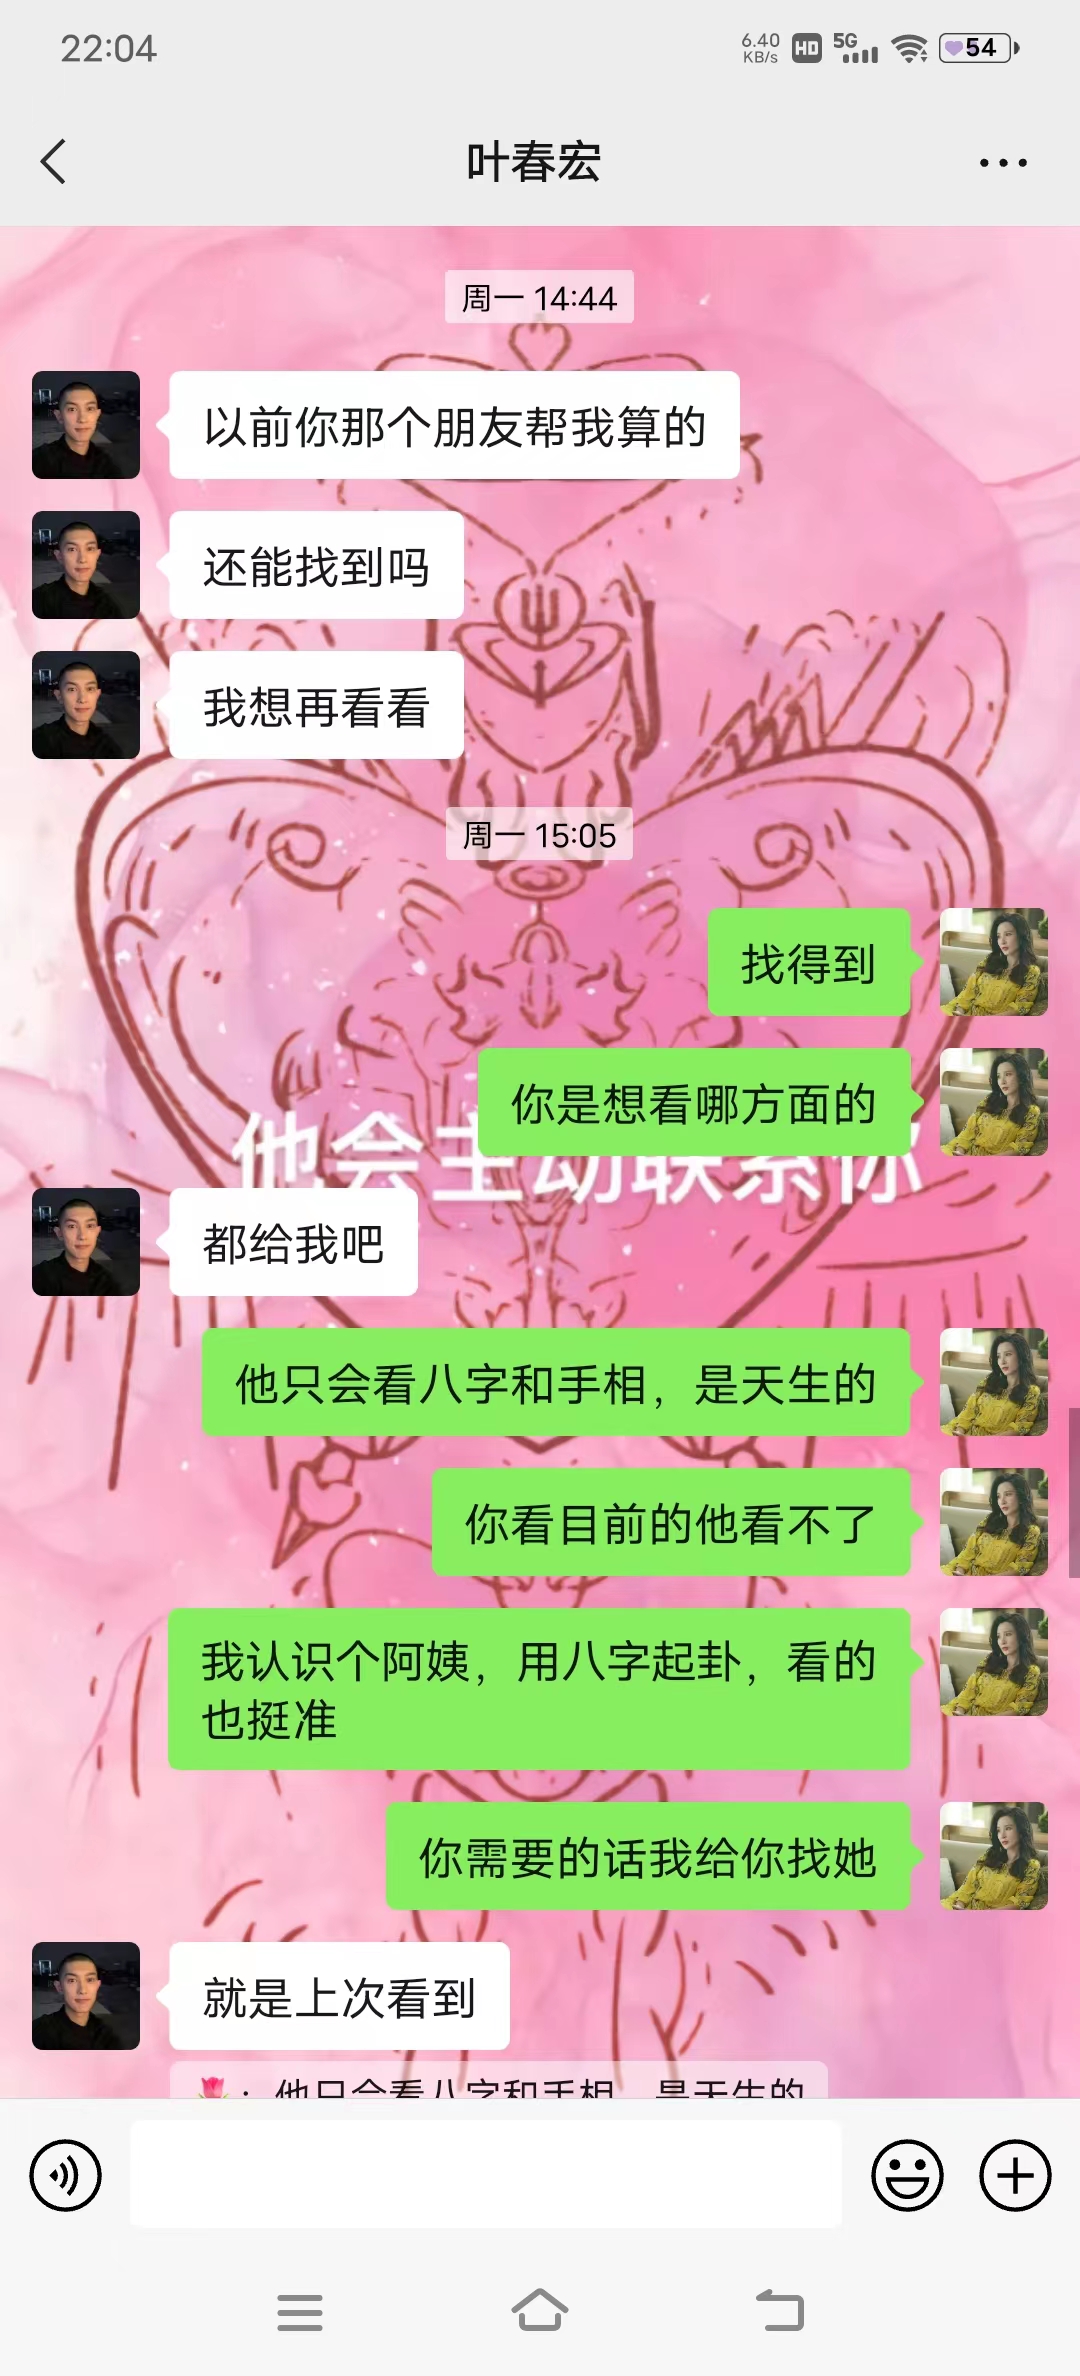 22:04
6.40 KB/s HD 5G 54
叶春宏
周一 14:44
以前你那个朋友帮我算的
还能找到吗
我想再看看
周一 15:05
找得到
你是想看哪方面的
他会主动联系你
都给我吧
他只会看八字和手相，是天生的
你看目前的他看不了
我认识个阿姨，用八字起卦，看的
也挺准
你需要的话我给你找她
就是上次看到
🌹：他只会看八字和手相，是天生的